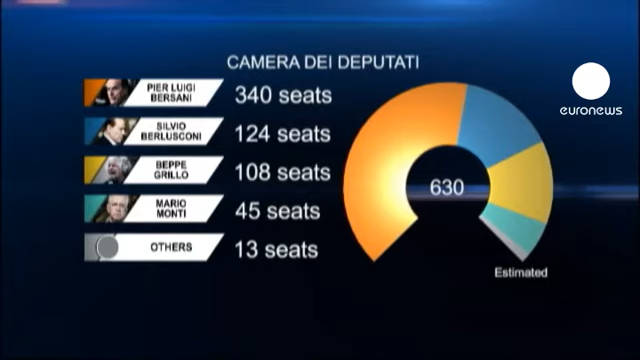 CAMERA DEI DEPUTATI
PIER LUIGI
BERSANI
340 seats
SILVIO
BERLUSCONI
124 seats
BEPPE
GRILLO
108 seats
MARIO
MONTI
45 seats
OTHERS
13 seats
630
Estimated
euronews